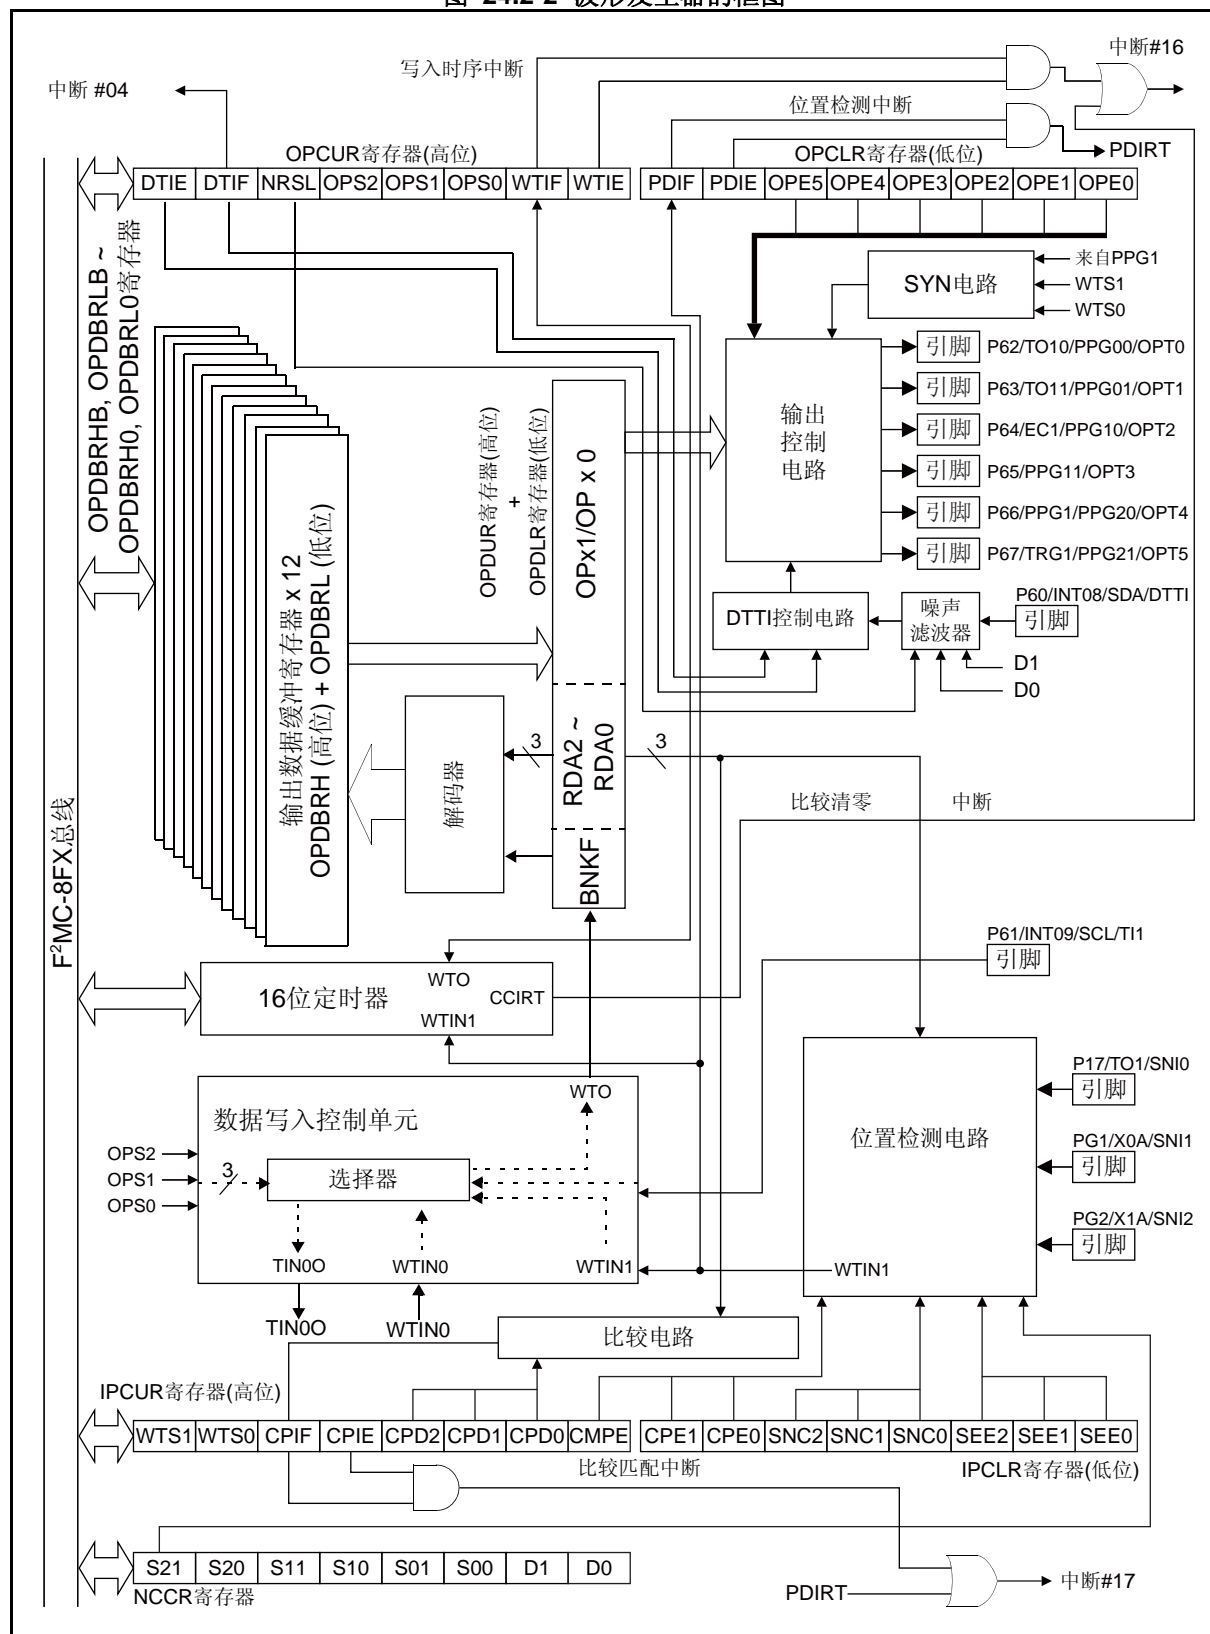 图 24.2-2 波形发生器的框图
中断#16
写入时序中断
中断 #04
位置检测中断
PDIRT
OPCUR寄存器(高位)
OPCLR寄存器(低位)
DTIE DTIF NRSL OPS2 OPS1 OPS0 WTIF WTIE
PDIF PDIE OPE5 OPE4 OPE3 OPE2 OPE1 OPE0
OPDBRHB, OPDBRLB ~
OPDBRH0, OPDBRL0寄存器
SYN电路
来自PPG1
WTS1
WTS0
输出
控制
电路
引脚 P62/TO10/PPG00/OPT0
引脚 P63/TO11/PPG01/OPT1
引脚 P64/EC1/PPG10/OPT2
引脚 P65/PPG11/OPT3
引脚 P66/PPG1/PPG20/OPT4
引脚 P67/TRG1/PPG21/OPT5
OPDUR寄存器(高位)
+
OPDLR寄存器(低位)
OPx1/OP x 0
输出数据缓冲寄存器 x 12
OPDBRH (高位) + OPDBRL (低位)
DTTI控制电路
噪声
滤波器
P60/INT08/SDA/DTTI
引脚
D1
D0
解码器
3
RDA2 ~
RDA0
3
BNKF
比较清零 中断
F²MC-8FX总线
P61/INT09/SCL/TI1
引脚
16位定时器
WTO
CCIRT
WTIN1
数据写入控制单元
WTO
OPS2
OPS1
OPS0
3
选择器
TIN0O
WTIN0
WTIN1
TIN0O
WTIN0
位置检测电路
WTIN1
P17/TO1/SNI0
引脚
PG1/X0A/SNI1
引脚
PG2/X1A/SNI2
引脚
比较电路
IPCUR寄存器(高位)
WTS1 WTS0 CPIF CPIE CPD2 CPD1 CPD0 CMPE
CPE1 CPE0 SNC2 SNC1 SNC0 SEE2 SEE1 SEE0
比较匹配中断
IPCLR寄存器(低位)
S21 S20 S11 S10 S01 S00 D1 D0
NCCR寄存器
PDIRT
中断#17